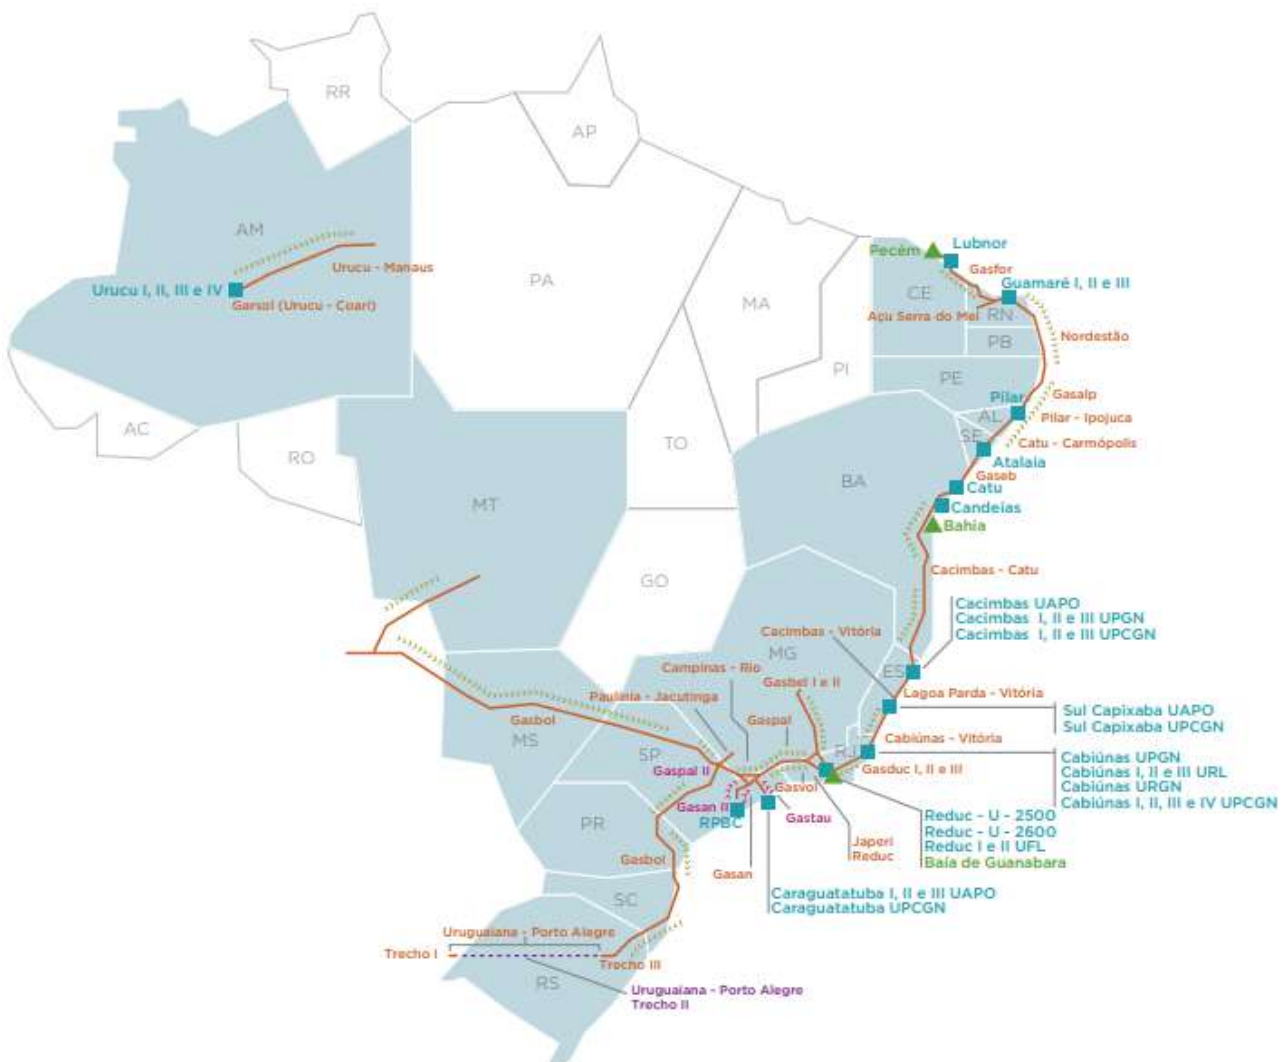 RR
AP
AM
Urucu - Manaus
Urucu I, II, III e IV
Garsol (Urucu - Coari)
PA
MA
PI
CE
RN
PB
PE
AL
SE
Pecém
Lubnor
Gasfor
Guamaré I, II e III
Açu Serra do Mel
Nordestão
Pilar
Gasalp
Pilar - Ipojuca
Catu - Carmópolis
Atalaia
Gaseb
Catu
Candeias
Bahia
AC
RO
TO
MT
BA
GO
Cacimbas - Catu
Cacimbas UAPO
Cacimbas I, II e III UPGN
Cacimbas I, II e III UPCGN
Cacimbas - Vitória
MG
ES
Campinas - Rio
Paulínia - Jacutinga
Gasbel I e II
Lagoa Parda - Vitória
Sul Capixaba UAPO
Sul Capixaba UPCGN
Gasbol
MS
Gaspal
Cabiúnas - Vitória
RJ
SP
Cabiúnas UPGN
Cabiúnas I, II e III URL
Cabiúnas URGN
Cabiúnas I, II, III e IV UPCGN
Gaspal II
Gasduc I, II e III
Gasvol
Gasan II
RPBC
Gastau
Reduc - U - 2500
Reduc - U - 2600
Reduc I e II UFL
Baía de Guanabara
PR
Japeri
Reduc
Gasbol
Gasan
SC
Caraguatatuba I, II e III UAPO
Caraguatatuba UPCGN
Uruguaiana - Porto Alegre
Trecho I
Trecho III
RS
Uruguaiana - Porto Alegre
Trecho II